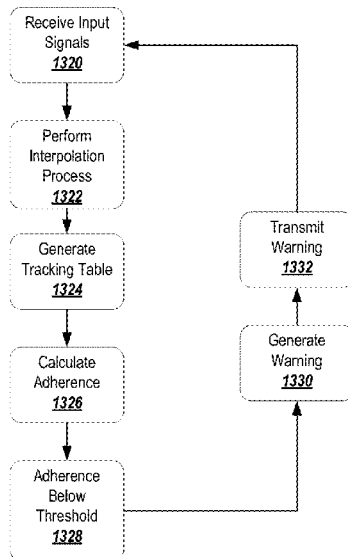 Receive Input
Signals
1320
Perform
Interpolation
Process
1322
Generate
Tracking Table
1324
Calculate
Adherence
1326
Adherence
Below
Threshold
1328
Generate
Warning
1330
Transmit
Warning
1332